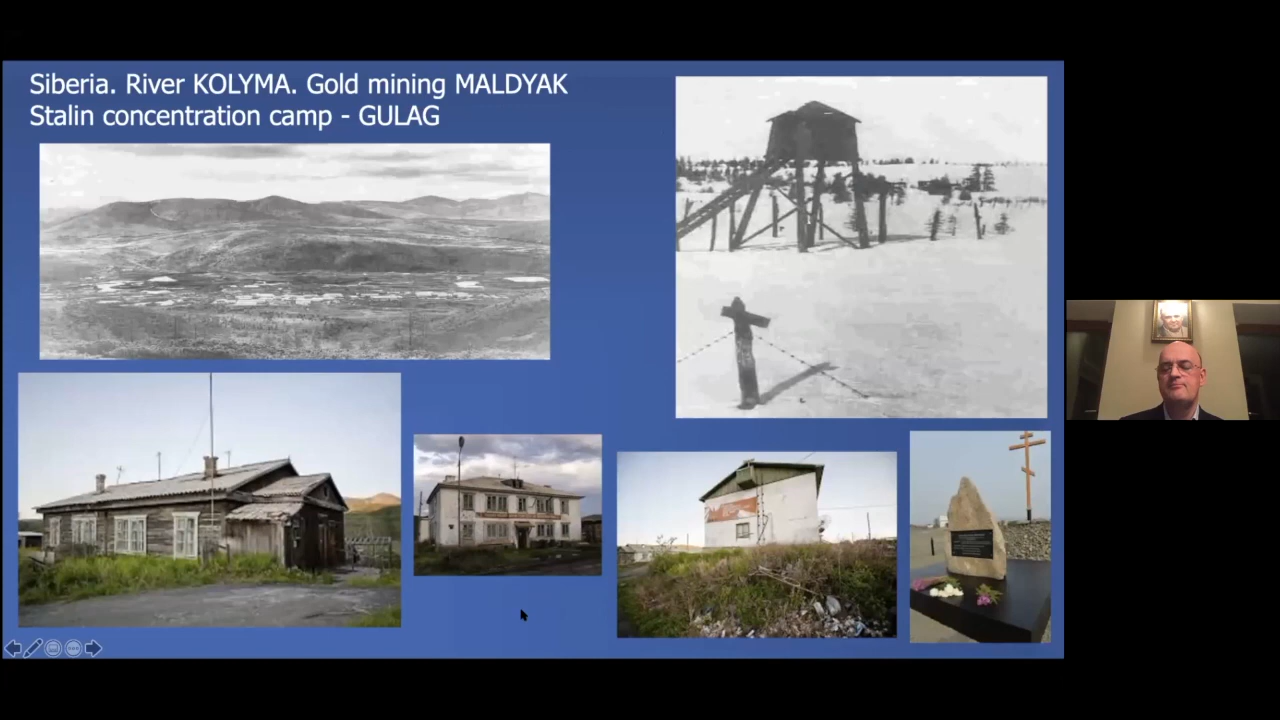 Siberia. River KOLYMA. Gold mining MALDYAK
Stalin concentration camp - GULAG